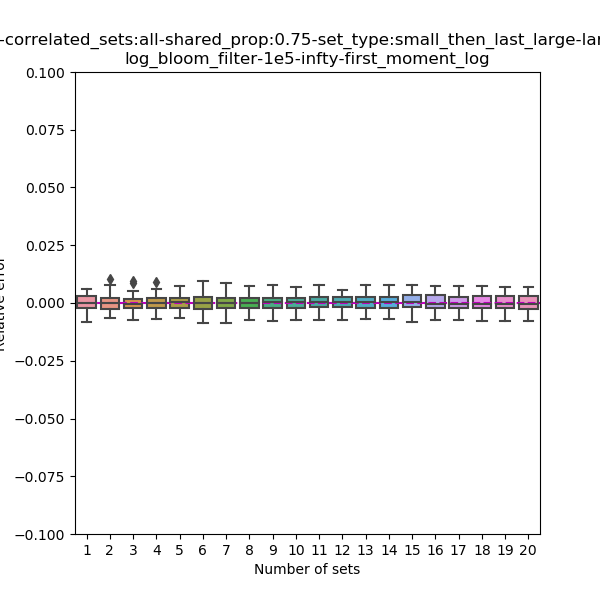 -correlated_sets:all-shared_prop:0.75-set_type:small_then_last_large-lar
log_bloom_filter-1e5-infty-first_moment_log
0.100
0.075
0.050
0.025
0.000
−0.025
−0.050
−0.075
−0.100
Relative error
1 2 3 4 5 6 7 8 9 10 11 12 13 14 15 16 17 18 19 20
Number of sets